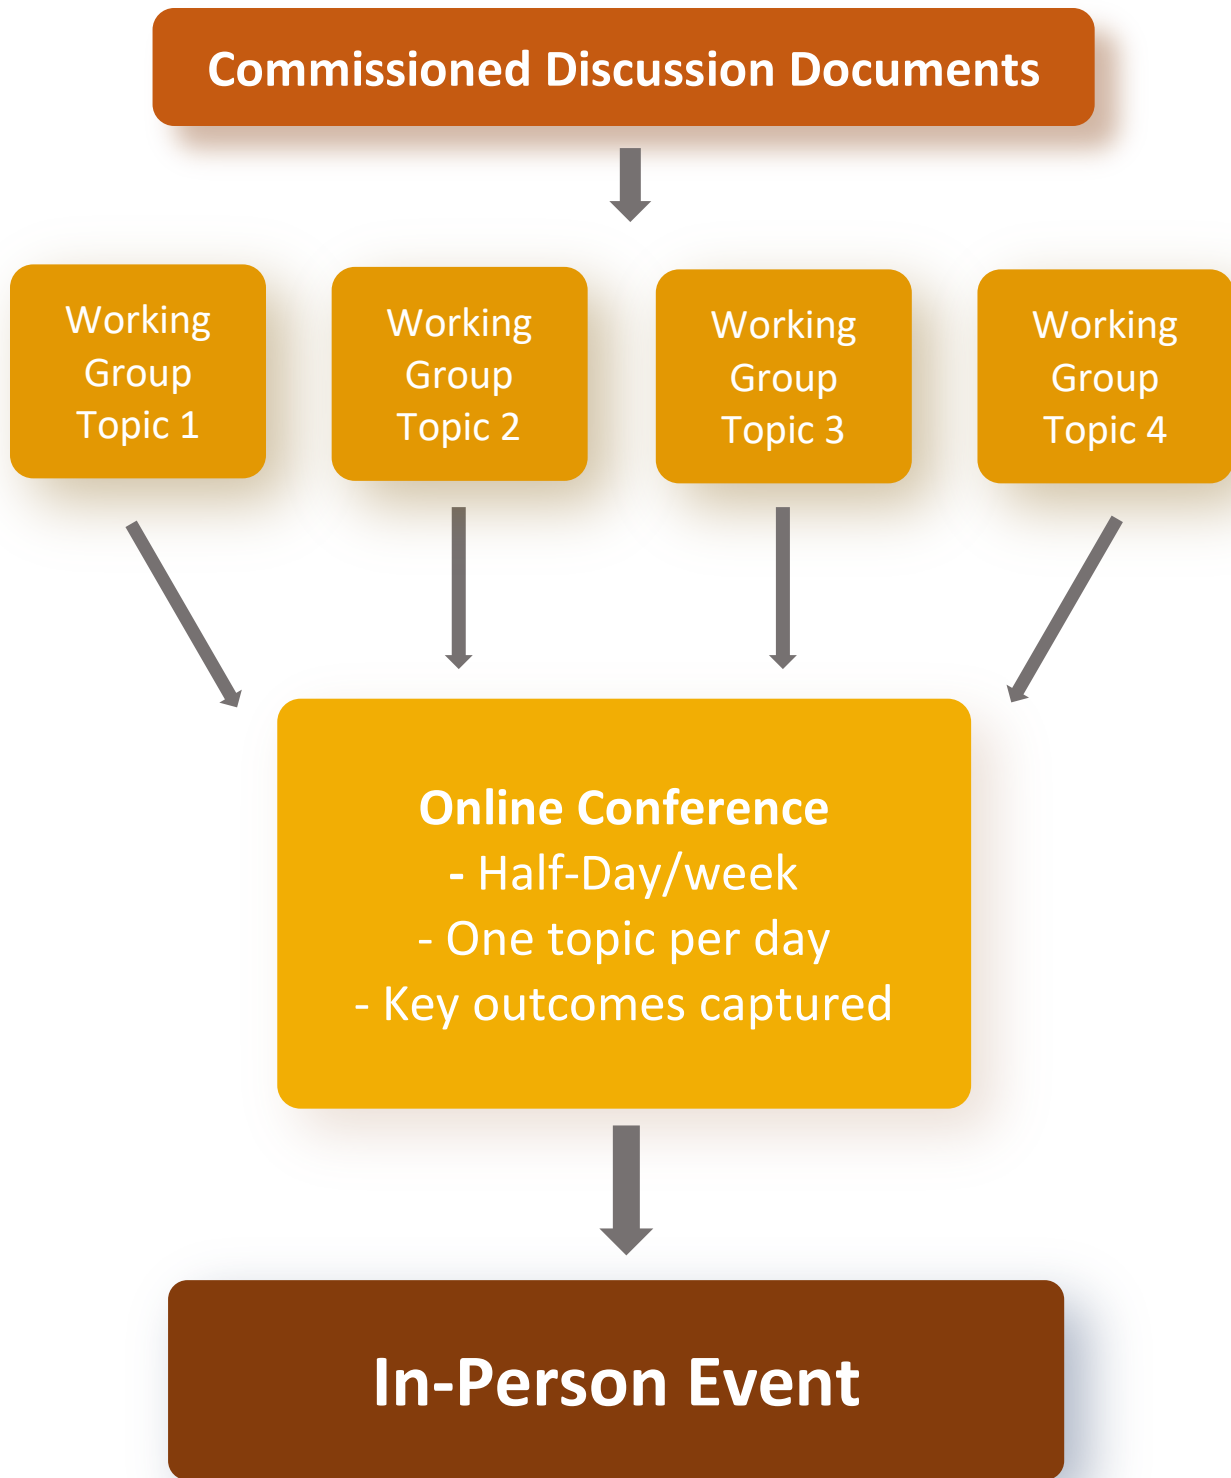 Commissioned Discussion Documents
Working
Group
Topic 1
Working
Group
Topic 2
Working
Group
Topic 3
Working
Group
Topic 4
Online Conference
- Half-Day/week
- One topic per day
- Key outcomes captured
In-Person Event